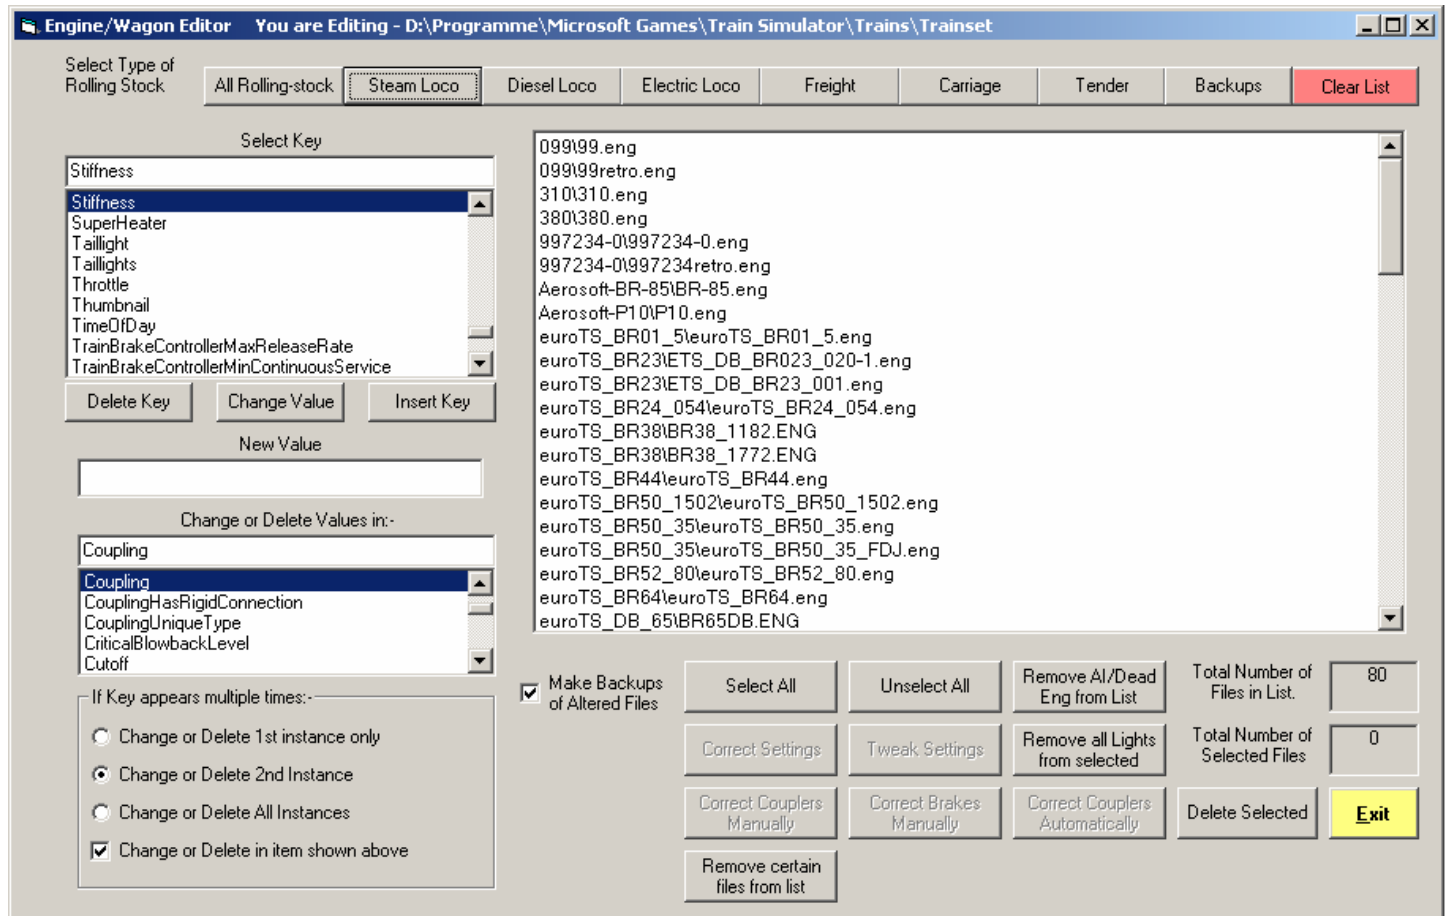 Engine/Wagon Editor You are Editing - D:\Programme\Microsoft Games\Train Simulator\Trains\Trainset
Select Type of
Rolling Stock
All Rolling-stock
Steam Loco
Diesel Loco
Electric Loco
Freight
Carriage
Tender
Backups
Clear List
Select Key
Stiffness
Stiffness
SuperHeater
Taillight
Taillights
Throttle
Thumbnail
TimeOfDay
TrainBrakeControllerMaxReleaseRate
TrainBrakeControllerMinContinuousService
Delete Key
Change Value
Insert Key
New Value
Change or Delete Values in:-
Coupling
Coupling
CouplingHasRigidConnection
CouplingUniqueType
CriticalBlowbackLevel
Cutoff
If Key appears multiple times:-
Change or Delete 1st instance only
Change or Delete 2nd Instance
Change or Delete All Instances
Change or Delete in item shown above
099\99.eng
099\99retro.eng
310\310.eng
380\380.eng
997234-0\997234-0.eng
997234-0\997234retro.eng
Aerosoft-BR-85\BR-85.eng
Aerosoft-P10\P10.eng
euroTS_BR01_5\euroTS_BR01_5.eng
euroTS_BR23\ETS_DB_BR023_020-1.eng
euroTS_BR23\ETS_DB_BR23_001.eng
euroTS_BR24_054\euroTS_BR24_054.eng
euroTS_BR38\BR38_1182.ENG
euroTS_BR38\BR38_1772.ENG
euroTS_BR44\euroTS_BR44.eng
euroTS_BR50_1502\euroTS_BR50_1502.eng
euroTS_BR50_35\euroTS_BR50_35.eng
euroTS_BR50_35\euroTS_BR50_35_FDJ.eng
euroTS_BR52_80\euroTS_BR52_80.eng
euroTS_BR64\euroTS_BR64.eng
euroTS_DB_65\BR65DB.ENG
Make Backups
of Altered Files
Select All
Unselect All
Remove AI/Dead
Eng from List
Total Number of
Files in List.
80
Correct Settings
Tweak Settings
Remove all Lights
from selected
Total Number of
Selected Files
0
Correct Couplers
Manually
Correct Brakes
Manually
Correct Couplers
Automatically
Delete Selected
Exit
Remove certain
files from list